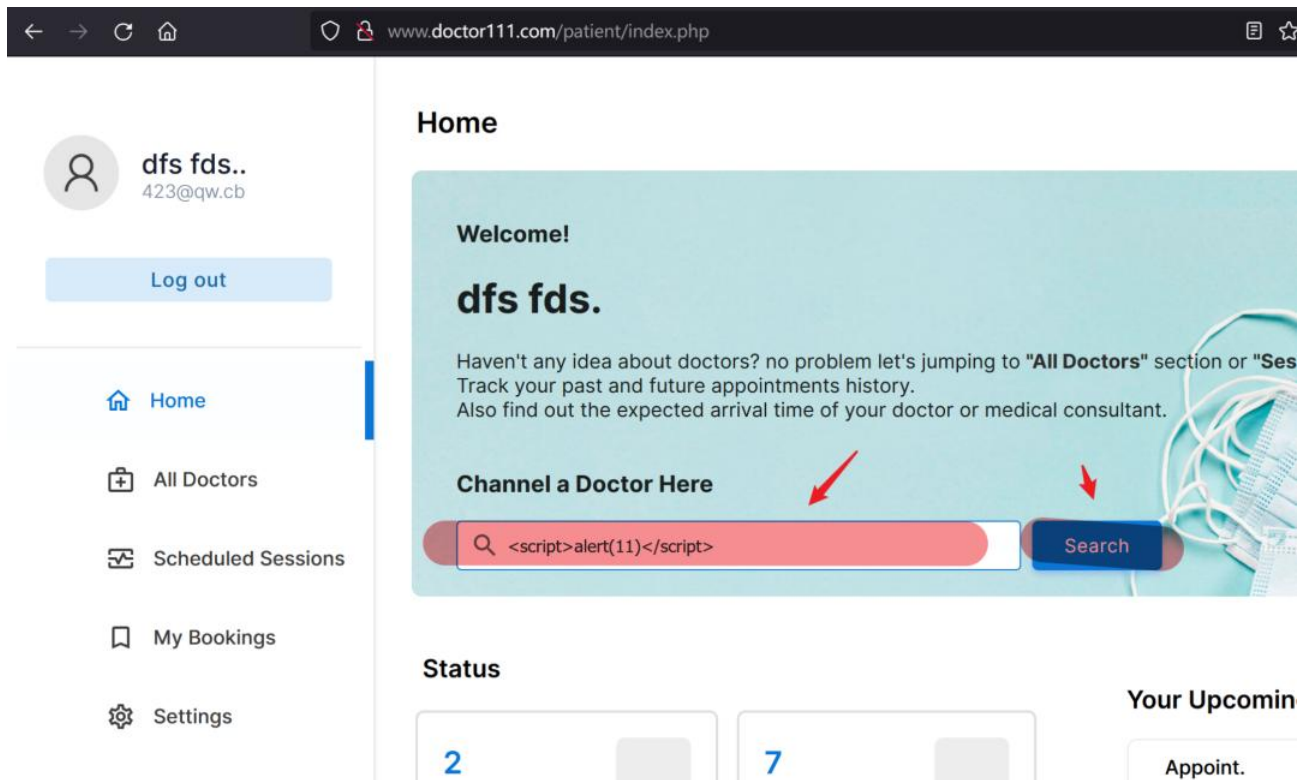 www.doctor111.com/patient/index.php
dfs fds..
423@qw.cb
Log out
Home
All Doctors
Scheduled Sessions
My Bookings
Settings
Home
Welcome!
dfs fds.
Haven't any idea about doctors? no problem let's jumping to "All Doctors" section or "Ses
Track your past and future appointments history.
Also find out the expected arrival time of your doctor or medical consultant.
Channel a Doctor Here
<script>alert(11)</script>
Search
Status
2
7
Your Upcoming
Appoint.